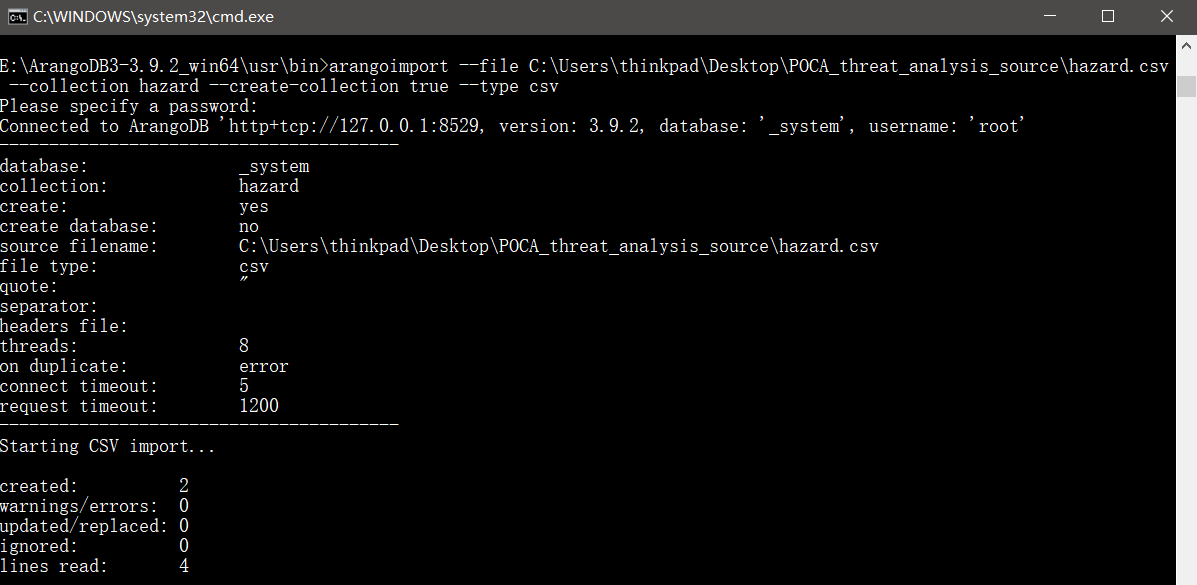 C:\WINDOWS\system32\cmd.exe
E:\ArangoDB3-3.9.2_win64\usr\bin>arangoimport --file C:\Users\thinkpad\Desktop\POCA_threat_analysis_source\hazard.csv
--collection hazard --create-collection true --type csv
Please specify a password:
Connected to ArangoDB 'http+tcp://127.0.0.1:8529, version: 3.9.2, database: '_system', username: 'root'
----------------------------------------
database: _system
collection: hazard
create: yes
create database: no
source filename: C:\Users\thinkpad\Desktop\POCA_threat_analysis_source\hazard.csv
file type: csv
quote: "
separator:
headers file:
threads: 8
on duplicate: error
connect timeout: 5
request timeout: 1200
----------------------------------------
Starting CSV import...
created: 2
warnings/errors: 0
updated/replaced: 0
ignored: 0
lines read: 4